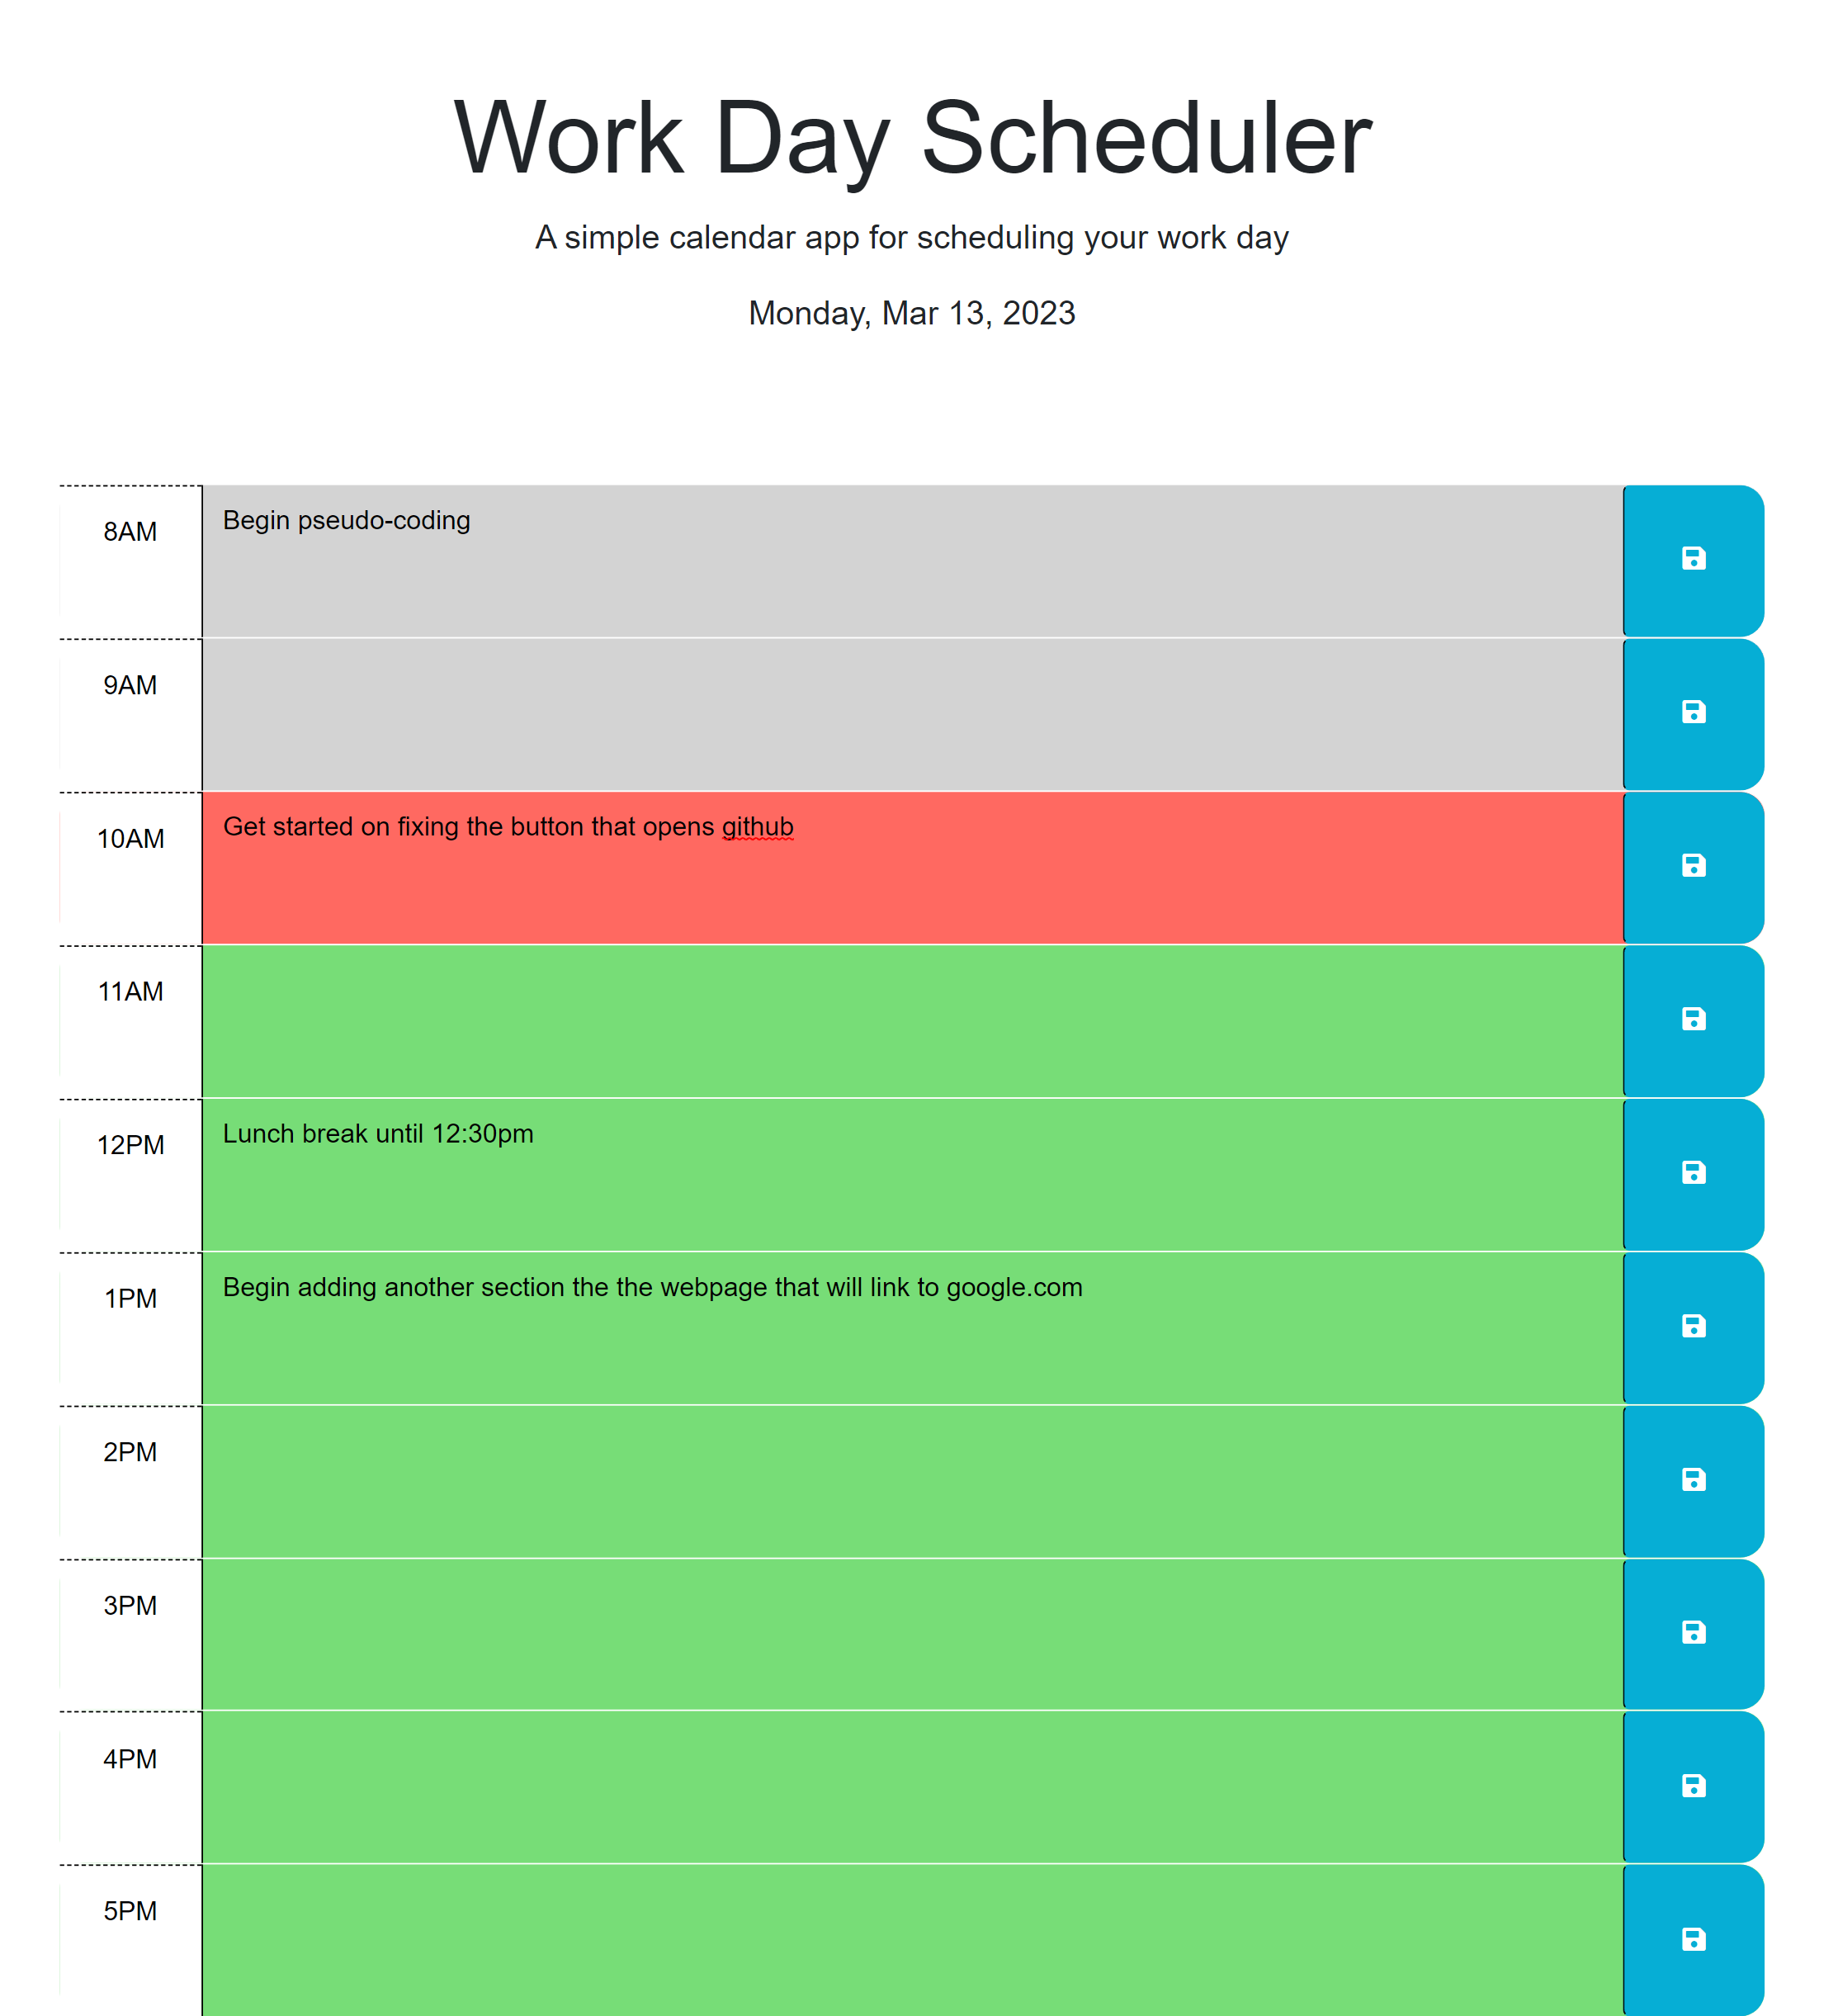 Work Day Scheduler
A simple calendar app for scheduling your work day
Monday, Mar 13, 2023
8AM
Begin pseudo-coding
9AM
10AM
Get started on fixing the button that opens github
11AM
12PM
Lunch break until 12:30pm
1PM
Begin adding another section the the webpage that will link to google.com
2PM
3PM
4PM
5PM